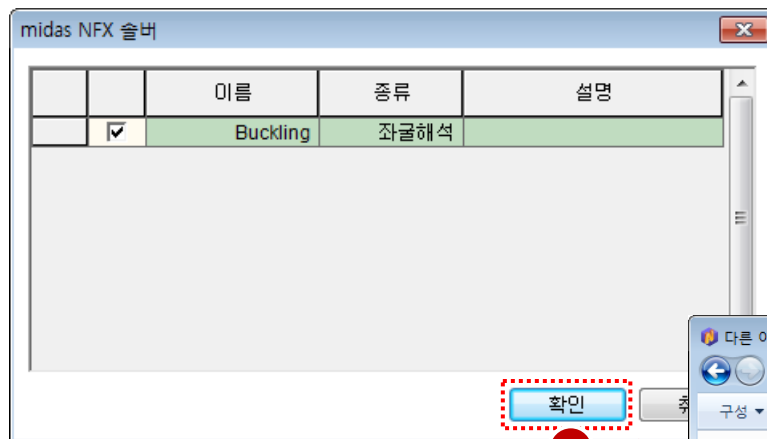 midas NFX 솔버
이름 종류 설명
Buckling 좌굴해석
다른 이
확인
구성